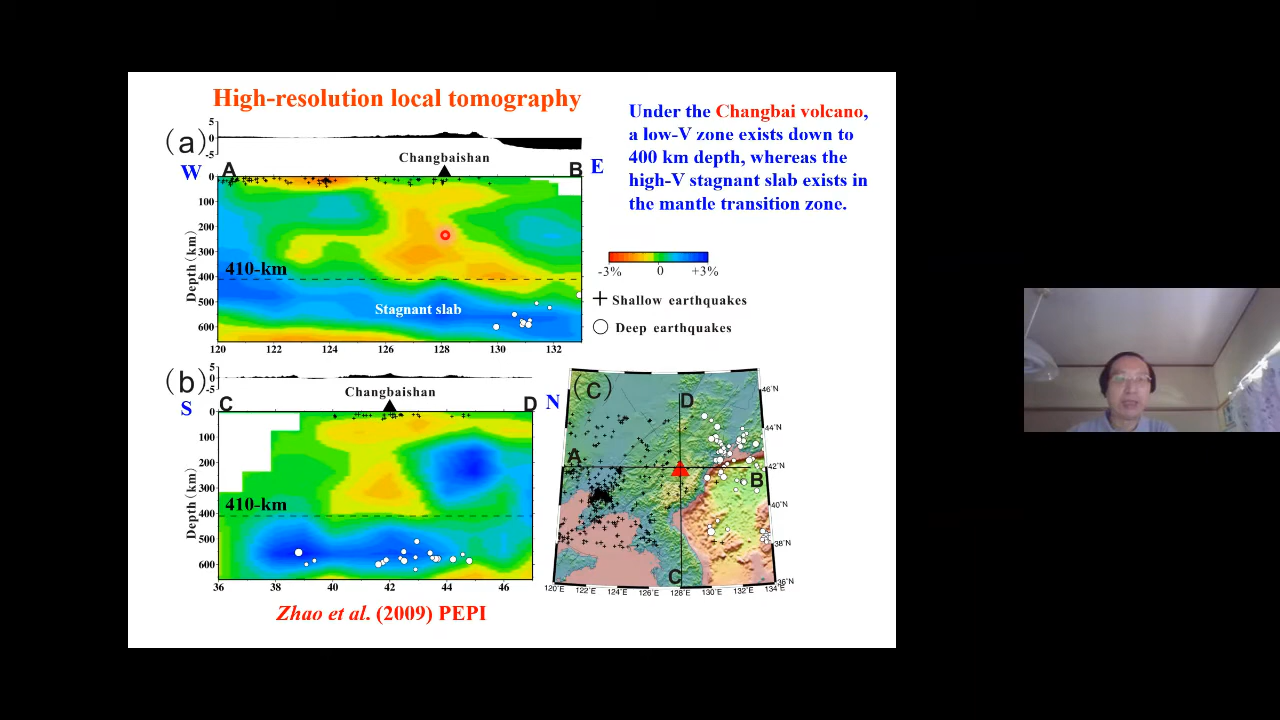 High-resolution local tomography
Under the Changbai volcano,
a low-V zone exists down to
400 km depth, whereas the
high-V stagnant slab exists in
the mantle transition zone.
(a)
5
0
-5
Changbaishan
W A B E
0
100
200
300
400
500
600
Depth(km)
410-km
Stagnant slab
120 122 124 126 128 130 132
-3% 0 +3%
Shallow earthquakes
Deep earthquakes
(b)
5
0
-5
Changbaishan
S C D N
0
100
200
300
400
500
600
Depth(km)
410-km
36 38 40 42 44 46
(C)
D
A
B
C
46˚N
44˚N
42˚N
40˚N
38˚N
36˚N
120˚E 122˚E 124˚E 126˚E 128˚E 130˚E 132˚E 134˚E
Zhao et al. (2009) PEPI